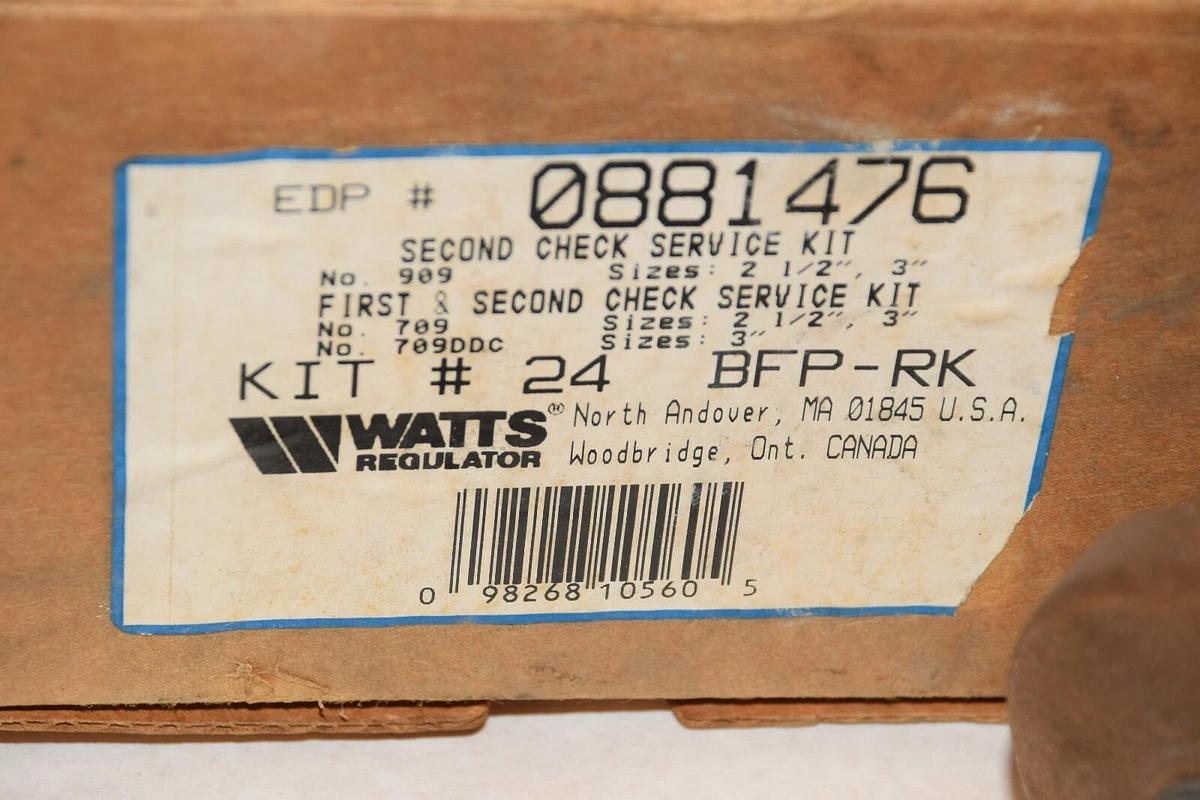 EDP # 0881476
SECOND CHECK SERVICE KIT
No. 909 Sizes: 2 1/2", 3"
FIRST & SECOND CHECK SERVICE KIT
No. 709 Sizes: 2 1/2", 3"
No. 709DDC Sizes: 3"
KIT # 24 BFP-RK
WATTS® North Andover, MA 01845 U.S.A.
REGULATOR Woodbridge, Ont. CANADA
0 98268 10560 5